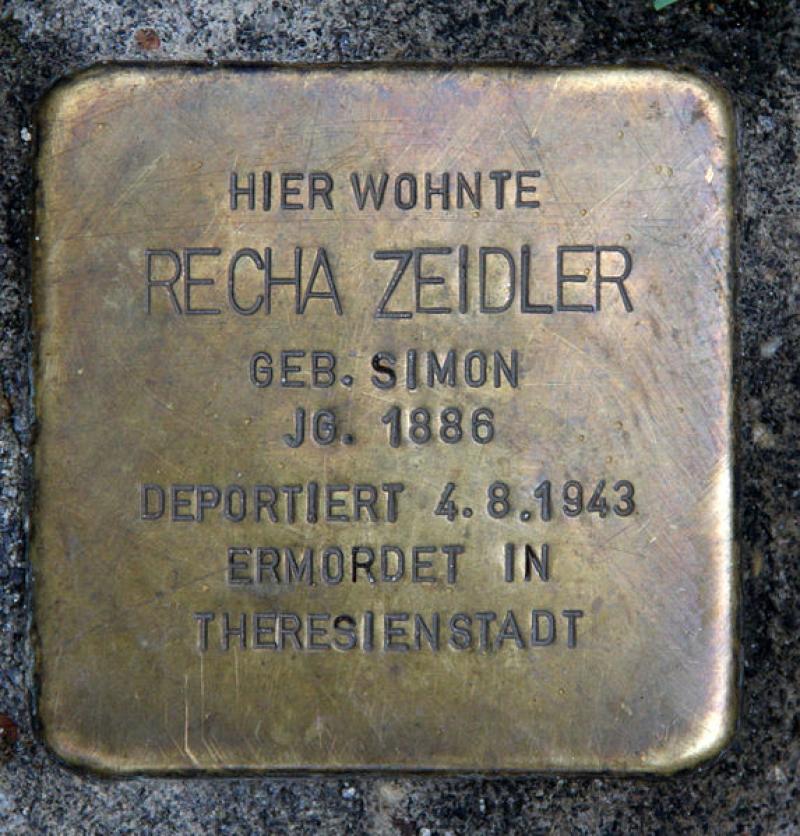 HIER WOHNTE
RECHA ZEIDLER
GEB. SIMON
JG. 1886
DEPORTIERT 4.8.1943
ERMORDET IN
THERESIENSTADT